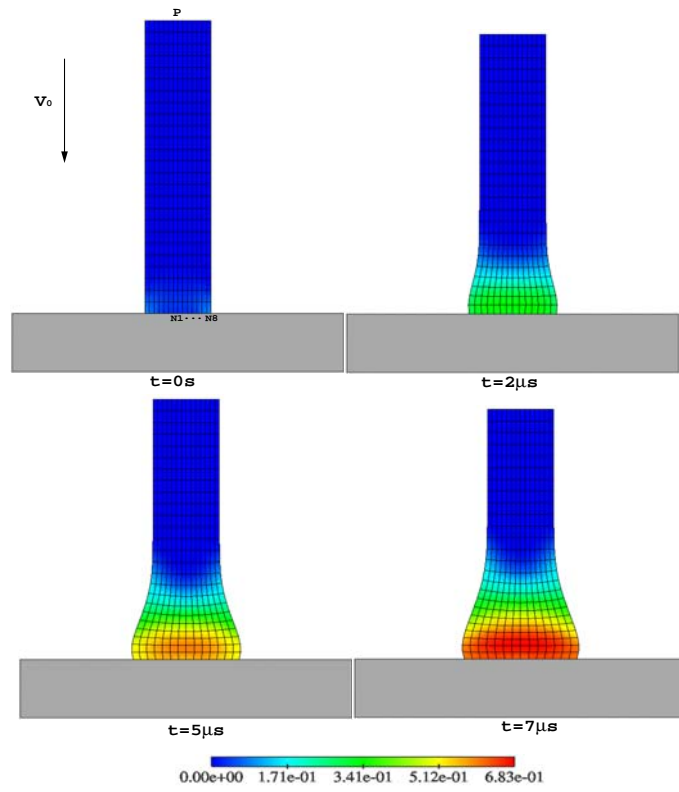 P
V₀
N1··· N8
t=0s
t=2μs
t=5μs
t=7μs
0.00e+00 1.71e-01 3.41e-01 5.12e-01 6.83e-01